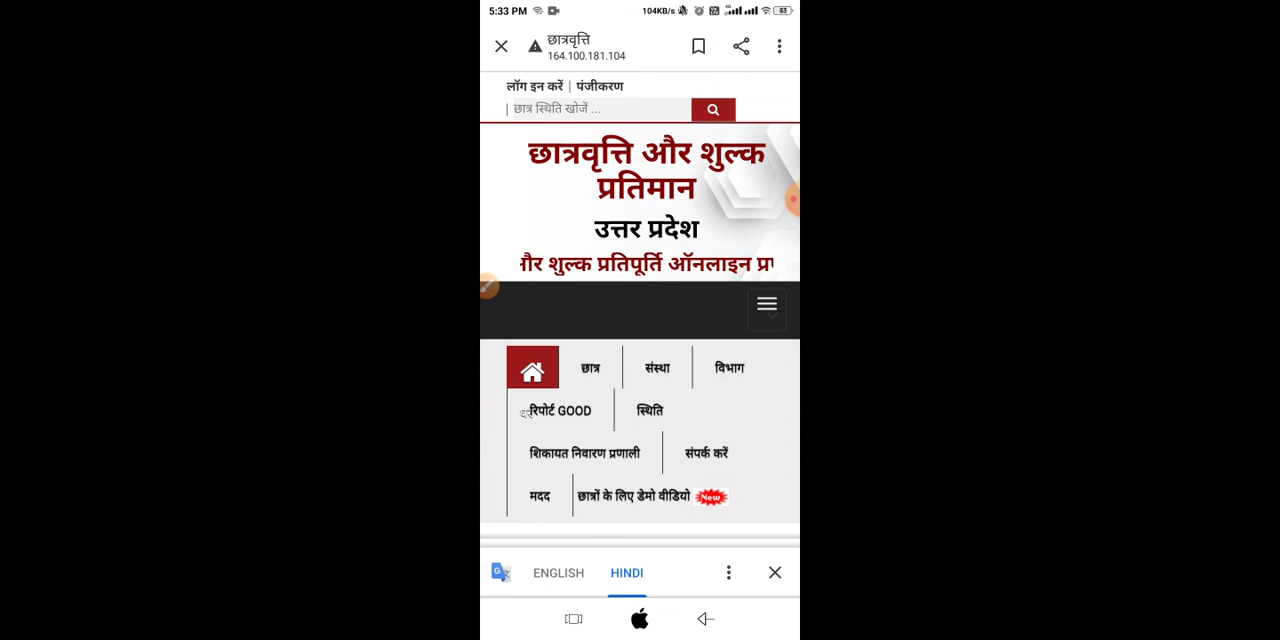 5:33 PM 104KB/s 83
छात्रवृत्ति
164.100.181.104
लॉग इन करें | पंजीकरण
| छात्र स्थिति खोजें ...
छात्रवृत्ति और शुल्क
प्रतिमान
उत्तर प्रदेश
और शुल्क प्रतिपूर्ति ऑनलाइन
छात्र संस्था विभाग
रिपोर्ट GOOD स्थिति
शिकायत निवारण प्रणाली संपर्क करें
मदद छात्रों के लिए डेमो वीडियो New
ENGLISH HINDI